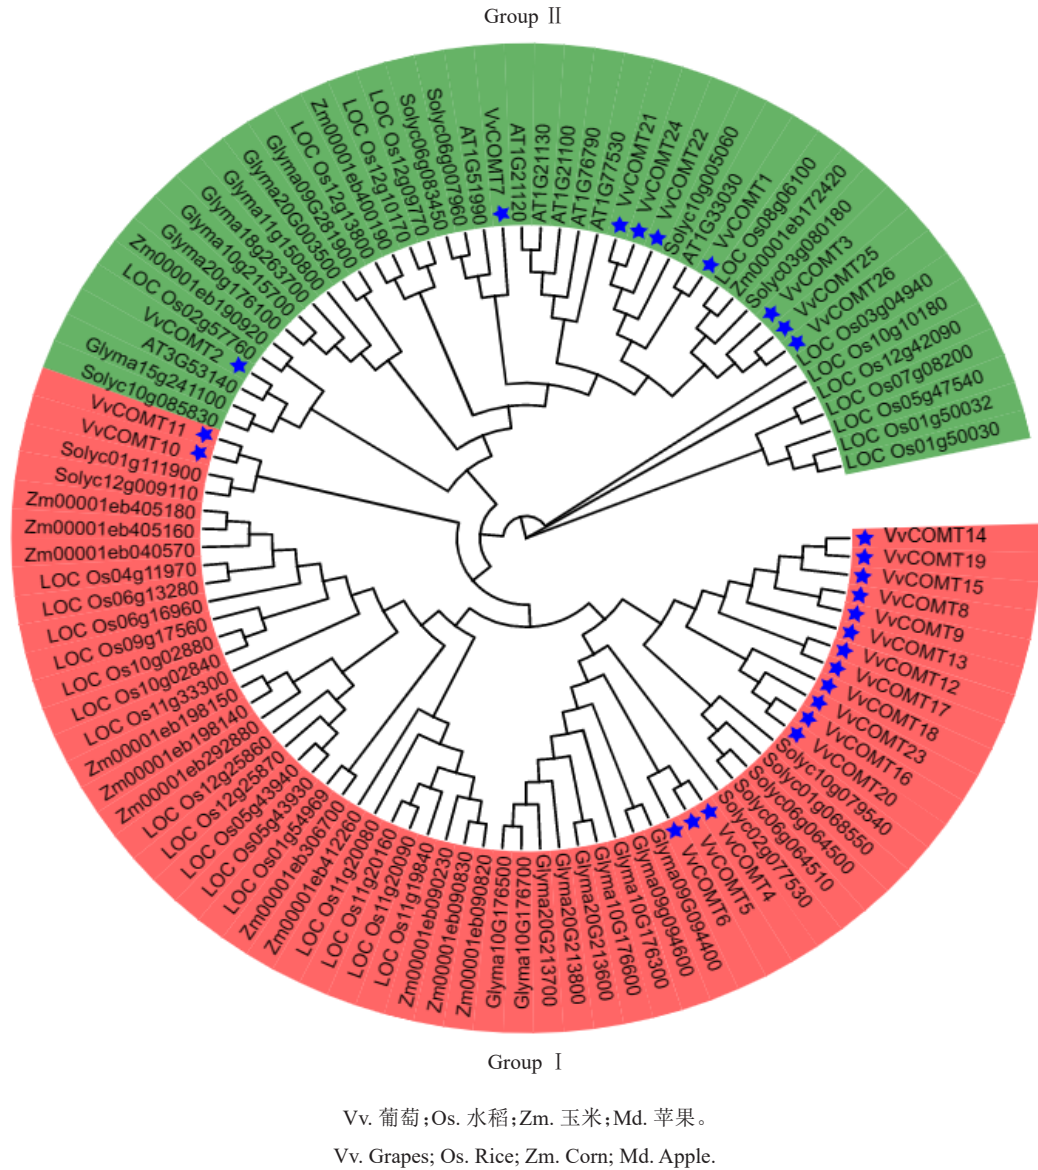 Group Ⅱ
Solyc10g085830
Glyma15g241100
AT3G53140
VvCOMT2
LOC Os02g57760
Zm00001eb190920
Glyma20g176100
Glyma10g215700
Glyma18g263700
Glyma11g150800
Glyma20G003500
Glyma09G281900
LOC Os12g13800
Zm00001eb400190
LOC Os12g10170
LOC Os12g09770
Solyc06g083450
Solyc06g007960
AT1G51990
VvCOMT7
AT1G21120
AT1G21130
AT1G21100
AT1G76790
AT1G77530
VvCOMT21
VvCOMT24
VvCOMT22
Solyc10g005060
AT1G33030
VvCOMT1
LOC Os08g06100
Zm00001eb172420
Solyc03g080180
VvCOMT3
VvCOMT25
VvCOMT26
LOC Os03g04940
LOC Os10g10180
LOC Os12g42090
LOC Os07g08200
LOC Os05g47540
LOC Os01g50032
LOC Os01g50030
VvCOMT14
VvCOMT19
VvCOMT15
VvCOMT8
VvCOMT9
VvCOMT13
VvCOMT12
VvCOMT17
VvCOMT18
VvCOMT23
VvCOMT16
VvCOMT20
Solyc10g079540
Solyc01g068550
Solyc06g064500
Solyc06g064510
Solyc02g077530
VvCOMT4
VvCOMT5
VvCOMT6
Glyma09G094400
Glyma09g094600
Glyma10G176300
Glyma10G176600
Glyma20G213600
Glyma20G213800
Glyma20G213700
Glyma10G176700
Glyma10G176500
Zm00001eb090820
Zm00001eb090830
Zm00001eb090230
LOC Os11g19840
LOC Os11g20090
LOC Os11g20160
LOC Os11g20080
Zm00001eb412260
Zm00001eb306700
LOC Os01g54969
LOC Os05g43930
LOC Os05g43940
LOC Os12g25870
LOC Os12g25860
Zm00001eb292880
Zm00001eb198140
Zm00001eb198150
LOC Os11g33300
LOC Os10g02840
LOC Os10g02880
LOC Os09g17560
LOC Os06g16960
LOC Os06g13280
LOC Os04g11970
Zm00001eb040570
Zm00001eb405160
Zm00001eb405180
Solyc12g009110
Solyc01g111900
VvCOMT10
VvCOMT11
Group Ⅰ
Vv. 葡萄;Os. 水稻;Zm. 玉米;Md. 苹果。
Vv. Grapes; Os. Rice; Zm. Corn; Md. Apple.